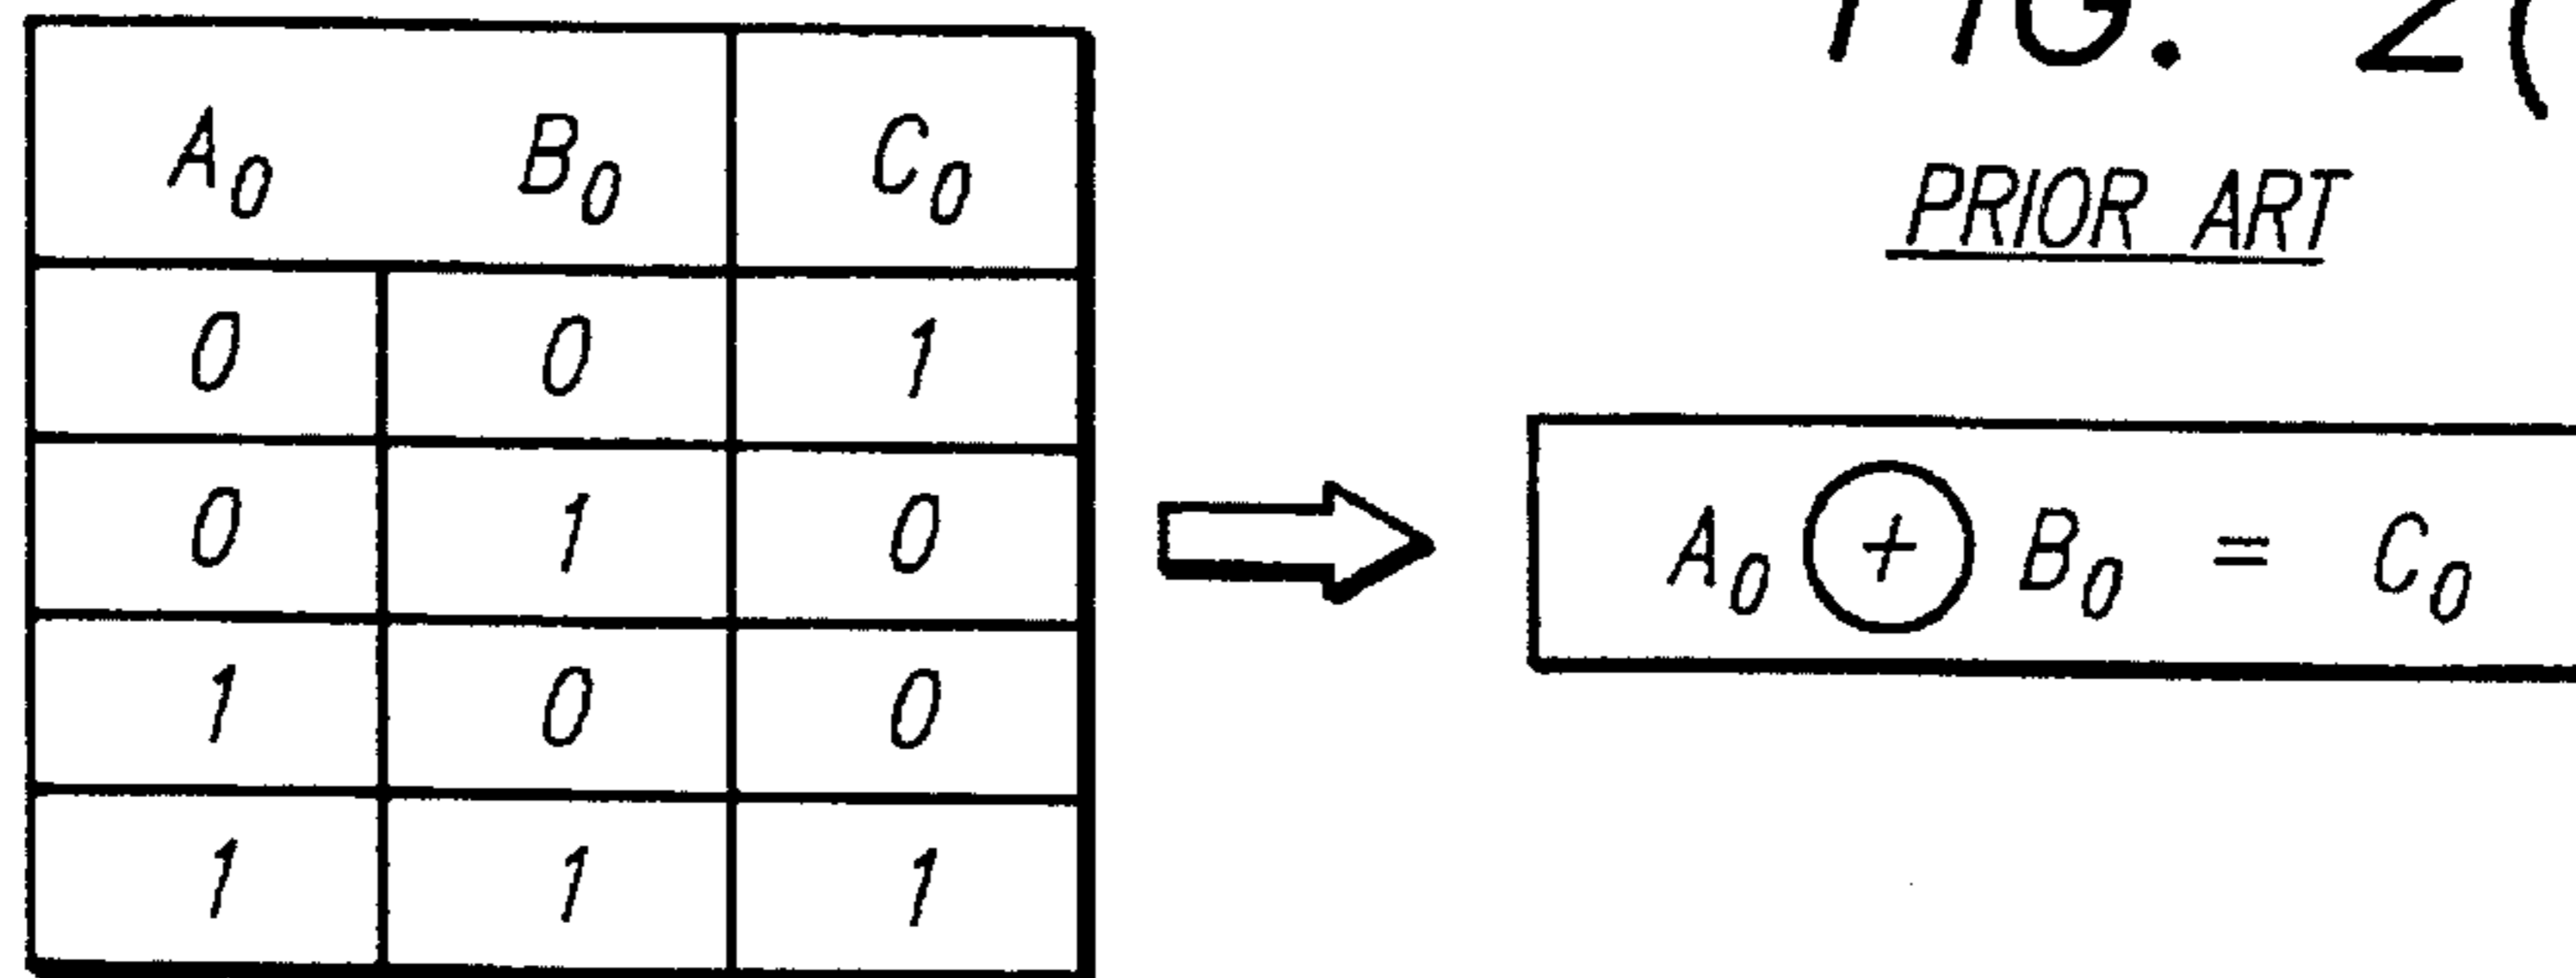 FIG. 2(
PRIOR ART
A0 B0 C0
0 0 1
0 1 0
1 0 0
1 1 1
A0 + B0 = C0